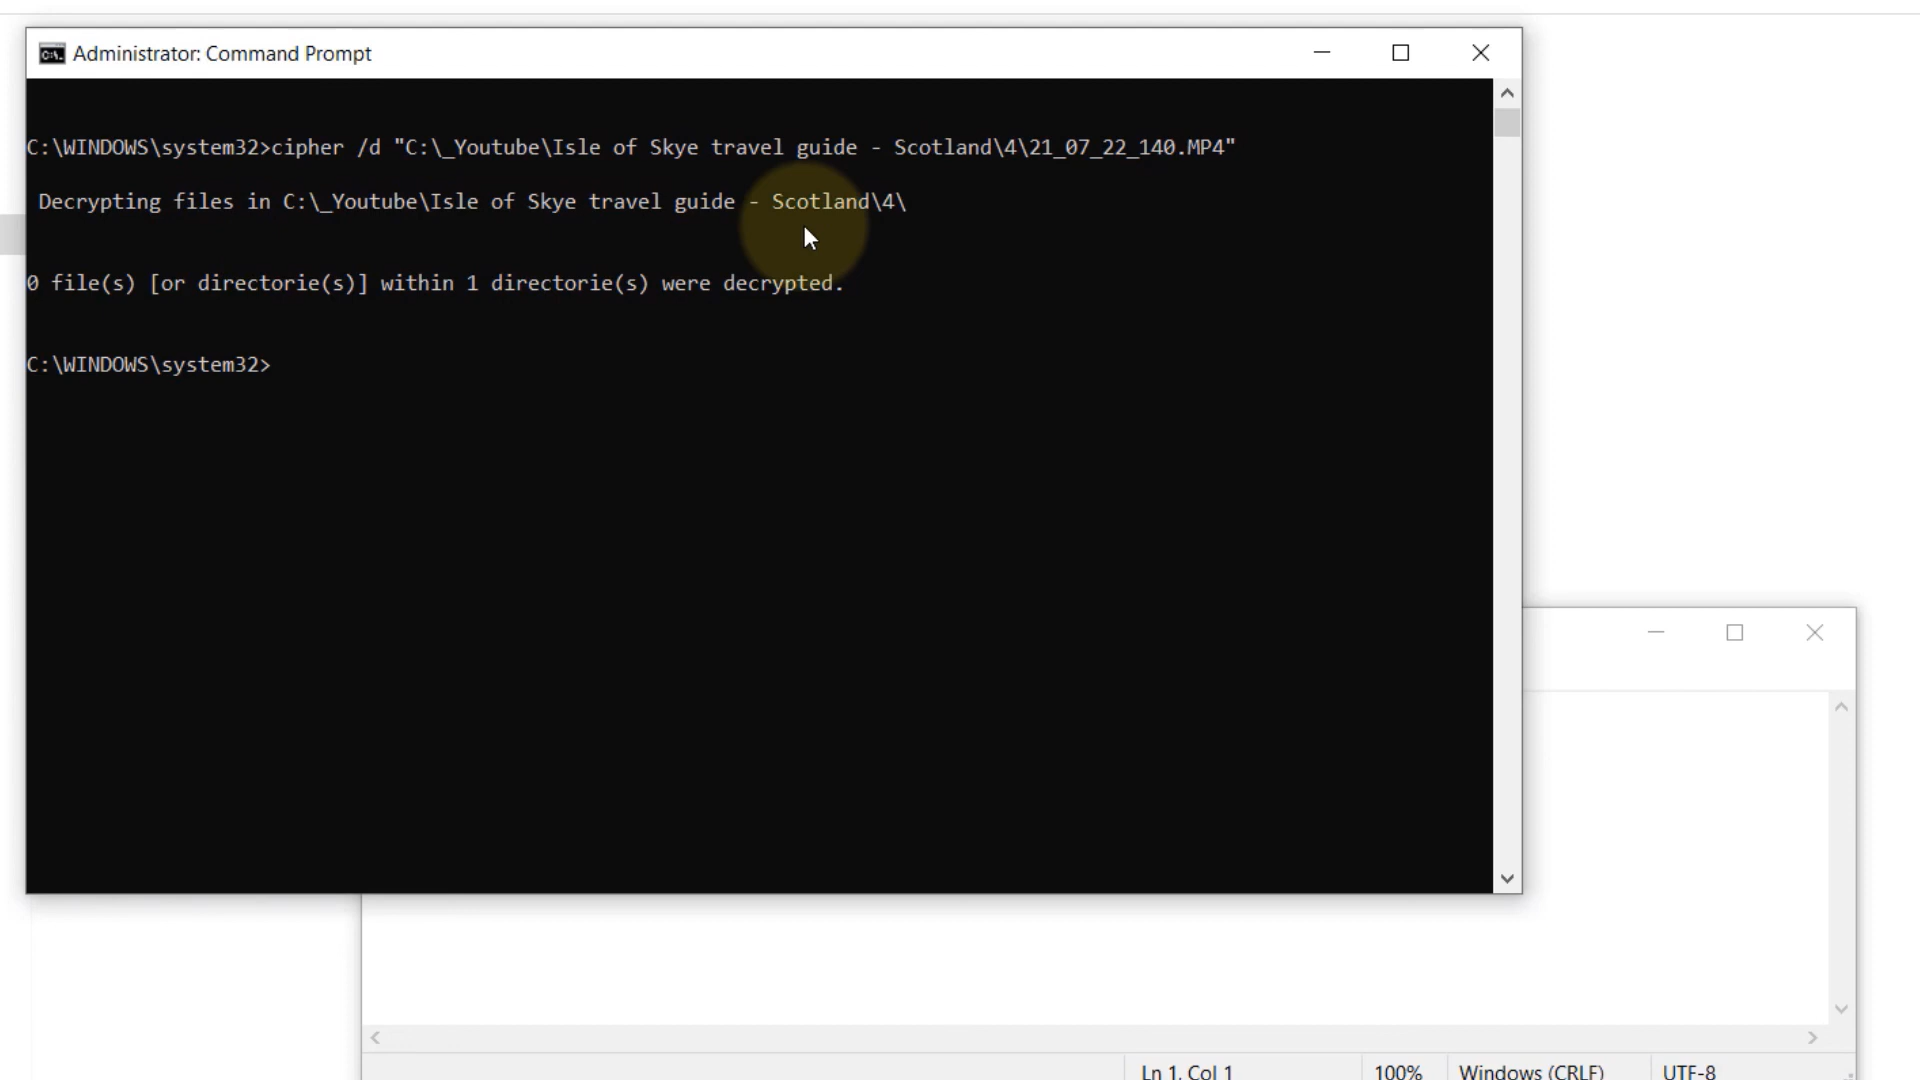 Administrator: Command Prompt
C:\WINDOWS\system32>cipher /d "C:\_Youtube\Isle of Skye travel guide - Scotland\4\21_07_22_140.MP4"
Decrypting files in C:\_Youtube\Isle of Skye travel guide - Scotland\4\
0 file(s) [or directorie(s)] within 1 directorie(s) were decrypted.
C:\WINDOWS\system32>
Ln 1, Col 1 100% Windows (CRLF) UTF-8